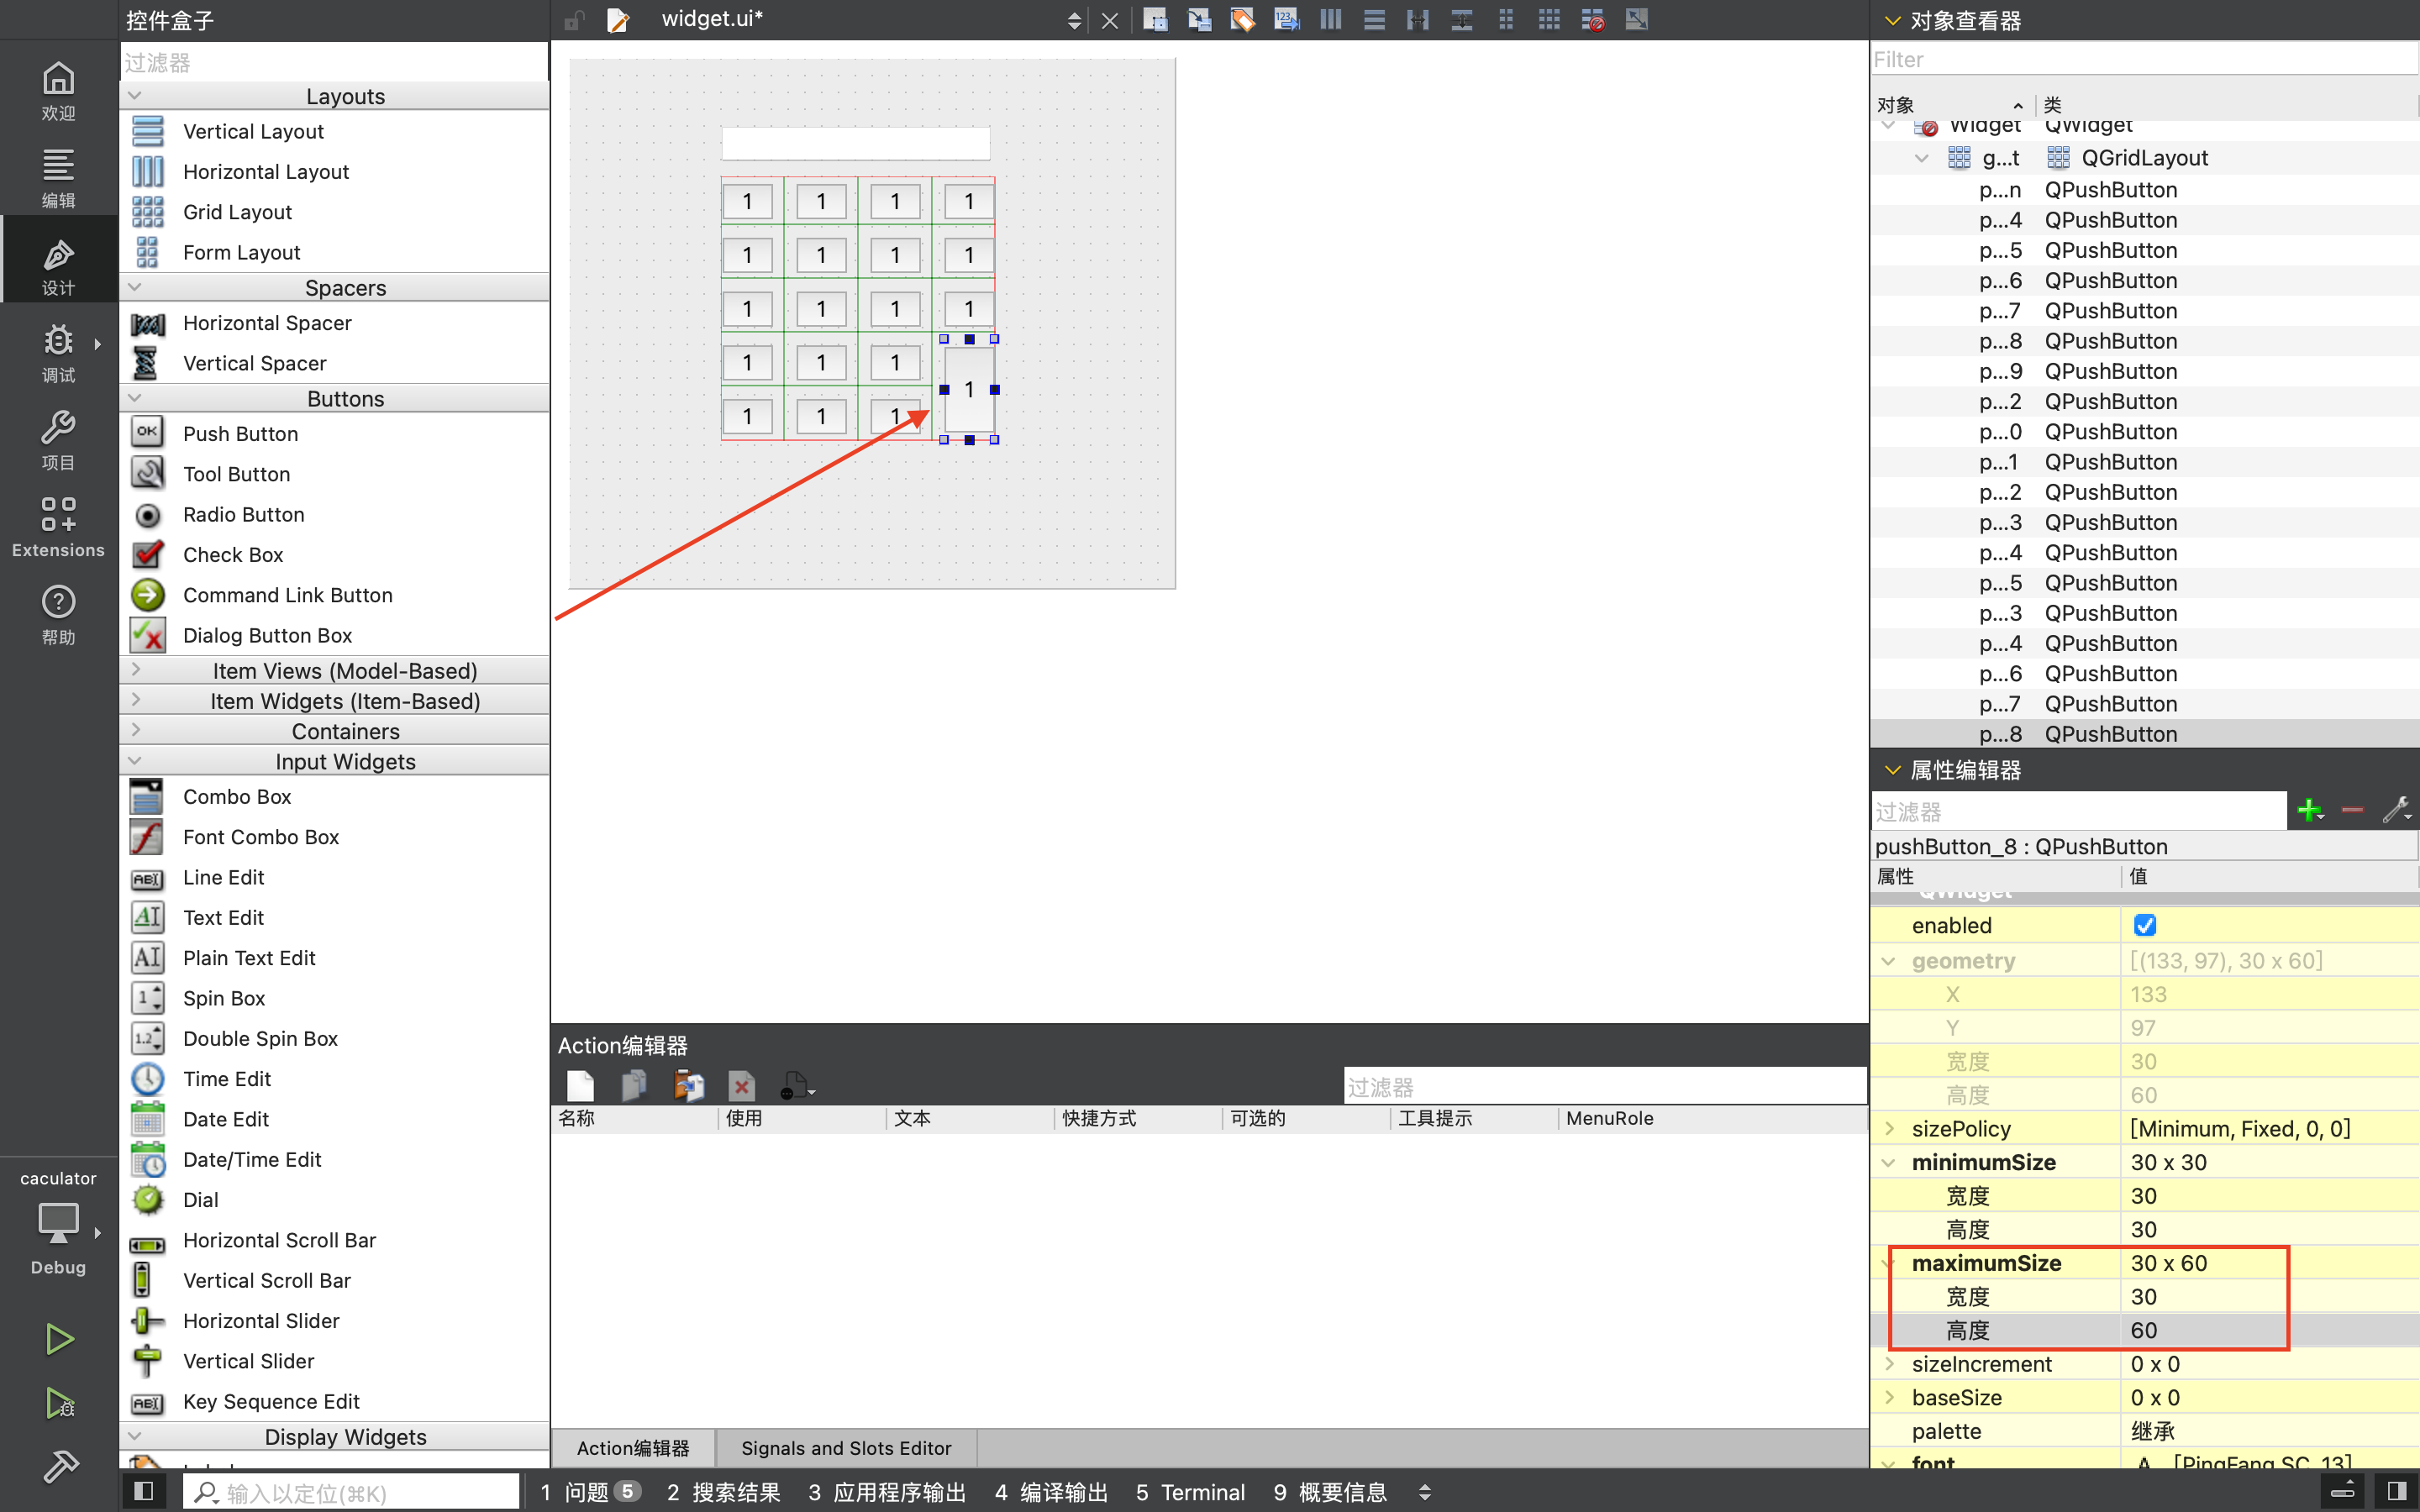 控件盒子
widget.ui*
对象查看器
过滤器
Filter
对象
类
欢迎
编辑
设计
调试
项目
Extensions
帮助
Layouts
Vertical Layout
Horizontal Layout
Grid Layout
Form Layout
Spacers
Horizontal Spacer
Vertical Spacer
Buttons
OK
Push Button
Tool Button
Radio Button
Check Box
Command Link Button
Dialog Button Box
Item Views (Model-Based)
Item Widgets (Item-Based)
Containers
Input Widgets
Combo Box
Font Combo Box
Line Edit
Text Edit
Plain Text Edit
Spin Box
Double Spin Box
Time Edit
Date Edit
Date/Time Edit
Dial
Horizontal Scroll Bar
Vertical Scroll Bar
Horizontal Slider
Vertical Slider
Key Sequence Edit
Display Widgets
1 1 1 1
1 1 1 1
1 1 1 1
1 1 1
1
1 1 1
Widget QWidget
g...t QGridLayout
p...n QPushButton
p...4 QPushButton
p...5 QPushButton
p...6 QPushButton
p...7 QPushButton
p...8 QPushButton
p...9 QPushButton
p...2 QPushButton
p...0 QPushButton
p...1 QPushButton
p...2 QPushButton
p...3 QPushButton
p...4 QPushButton
p...5 QPushButton
p...3 QPushButton
p...4 QPushButton
p...6 QPushButton
p...7 QPushButton
p...8 QPushButton
属性编辑器
过滤器
pushButton_8 : QPushButton
属性 值
QWidget
enabled
geometry [(133, 97), 30 x 60]
X 133
Y 97
宽度 30
高度 60
sizePolicy [Minimum, Fixed, 0, 0]
minimumSize 30 x 30
宽度 30
高度 30
maximumSize 30 x 60
宽度 30
高度 60
sizeIncrement 0 x 0
baseSize 0 x 0
palette 继承
font A [PingFang SC, 13]
Action编辑器
过滤器
名称 使用 文本 快捷方式 可选的 工具提示 MenuRole
Action编辑器
Signals and Slots Editor
caculator
Debug
输入以定位(⌘K)
1 问题 5
2 搜索结果
3 应用程序输出
4 编译输出
5 Terminal
9 概要信息